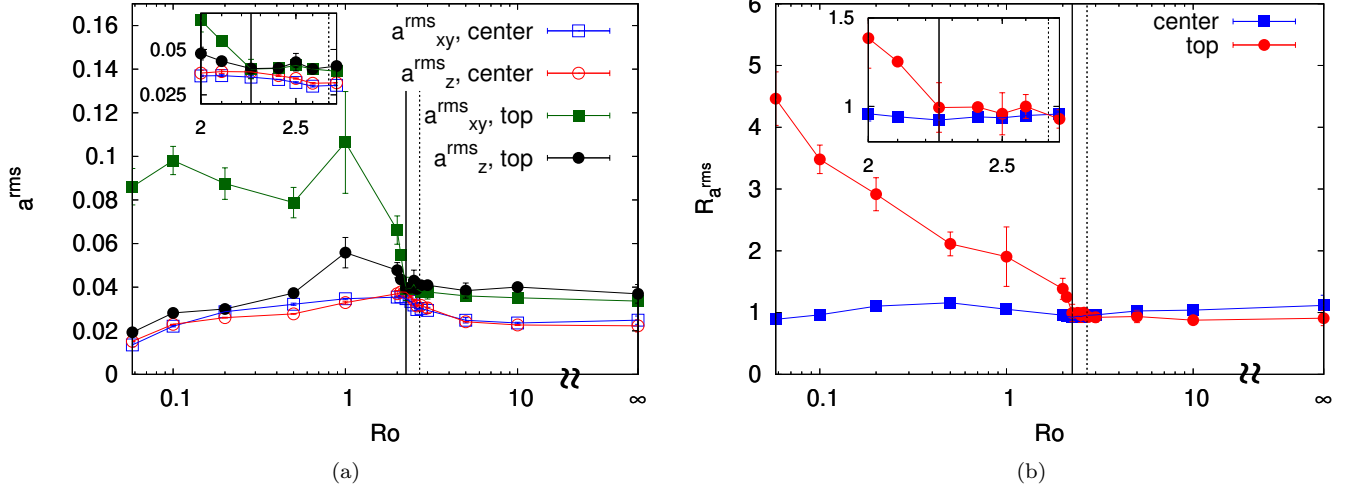 0.16
0.14
0.12
0.1
0.08
0.06
0.04
0.02
0
a^rms
0.05
0.025
2
2.5
a^rms_xy, center
a^rms_z, center
a^rms_xy, top
a^rms_z, top
0.1
1
10
∞
Ro
(a)
6
5
4
3
2
1
0
R_a^rms
1.5
1
2
2.5
center
top
0.1
1
10
∞
Ro
(b)